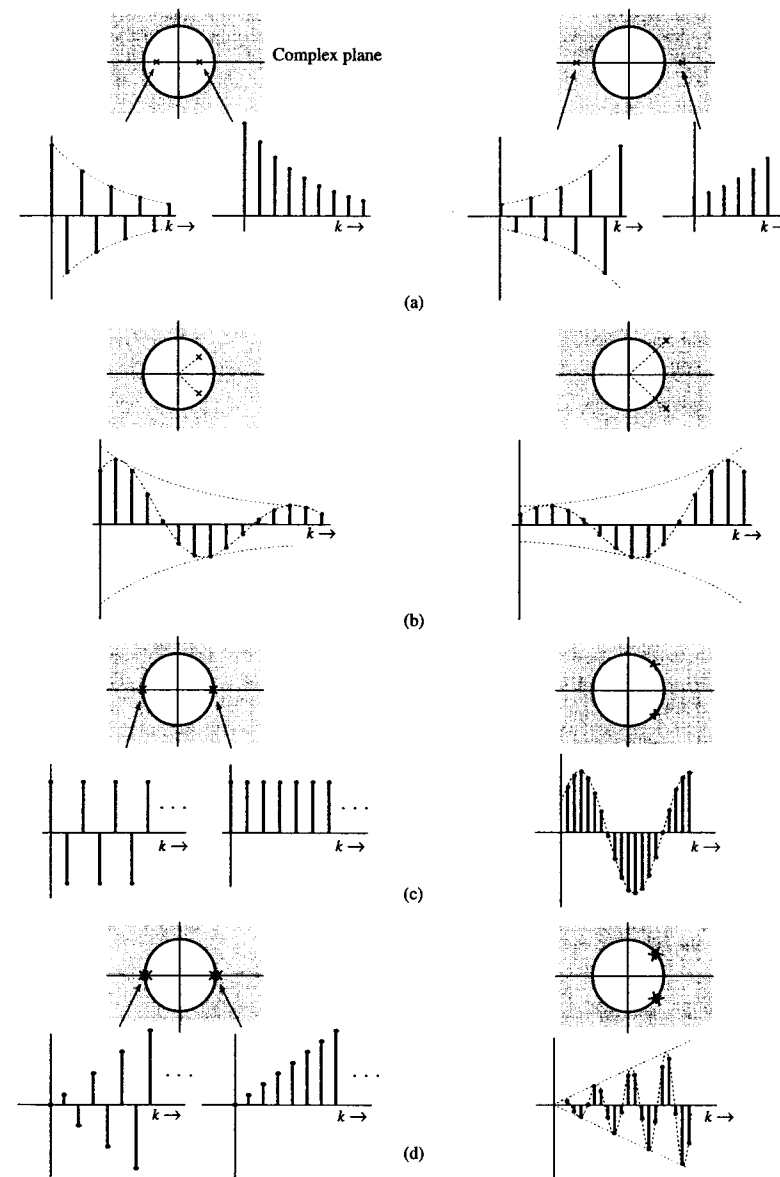 Complex plane
k → k → k → k →
(a)
k → k →
(b)
k → k → k →
(c)
k → k → k →
(d)